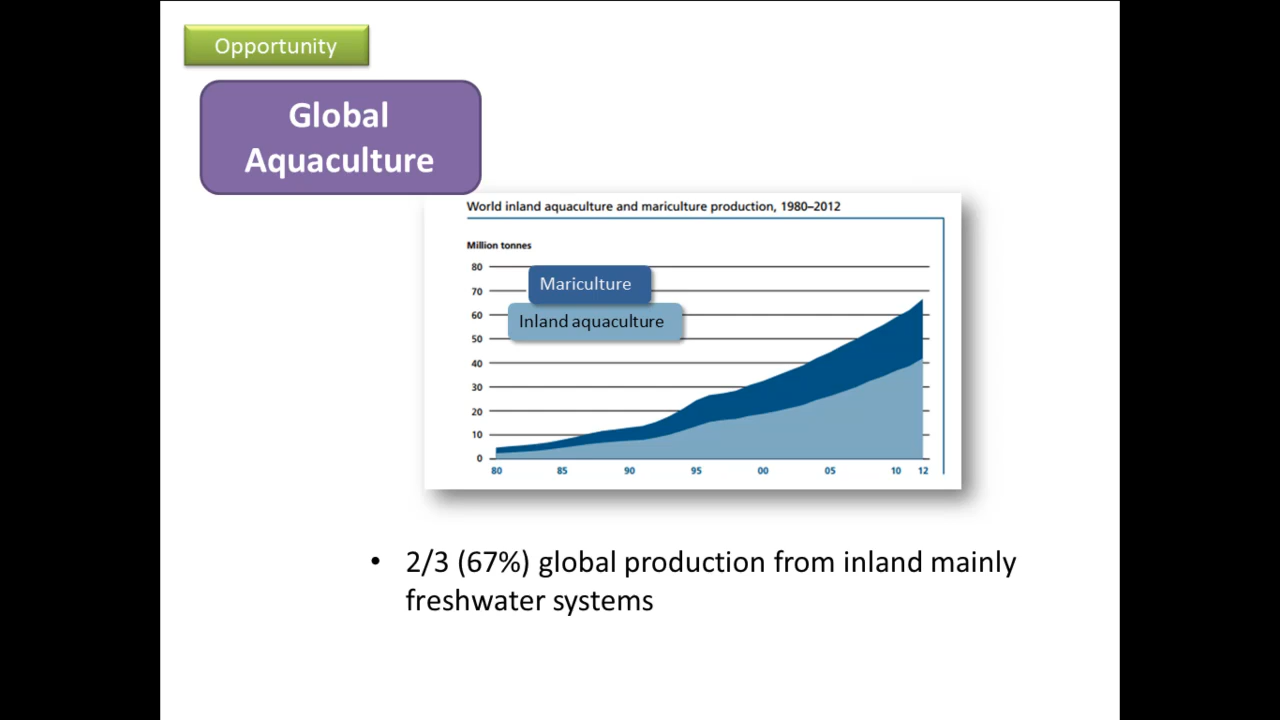 Opportunity
Global
Aquaculture
World inland aquaculture and mariculture production, 1980–2012
Million tonnes
80
70
60
50
40
30
20
10
0
Mariculture
Inland aquaculture
80 85 90 95 00 05 10 12
• 2/3 (67%) global production from inland mainly
freshwater systems